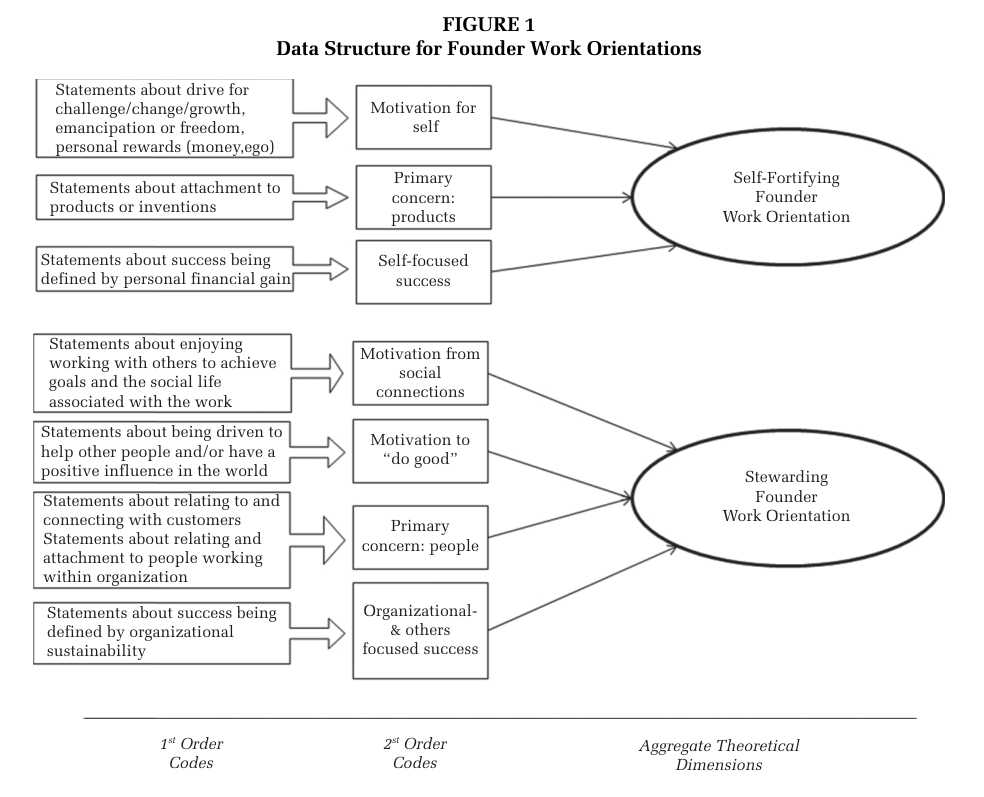 FIGURE 1
Data Structure for Founder Work Orientations
Statements about drive for
challenge/change/growth,
emancipation or freedom,
personal rewards (money,ego)
Motivation for
self
Statements about attachment to
products or inventions
Primary
concern:
products
Statements about success being
defined by personal financial gain
Self-focused
success
Self-Fortifying
Founder
Work Orientation
Statements about enjoying
working with others to achieve
goals and the social life
associated with the work
Motivation from
social
connections
Statements about being driven to
help other people and/or have a
positive influence in the world
Motivation to
“do good”
Statements about relating to and
connecting with customers
Statements about relating and
attachment to people working
within organization
Primary
concern: people
Statements about success being
defined by organizational
sustainability
Organizational-
& others
focused success
Stewarding
Founder
Work Orientation
1st Order
Codes
2st Order
Codes
Aggregate Theoretical
Dimensions